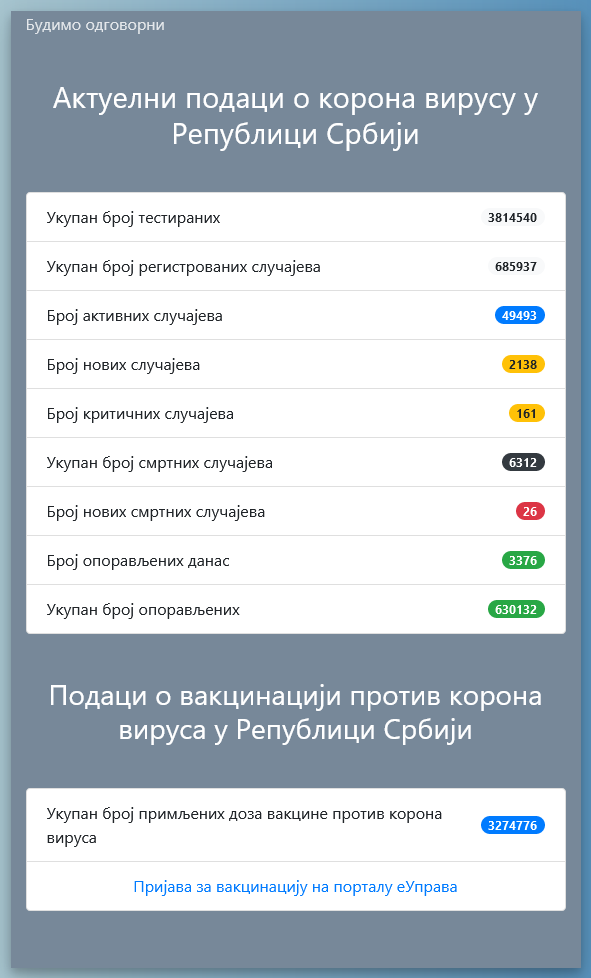 Будимо одговорни
Актуелни подаци о корона вирусу у
Републици Србији
Укупан број тестираних 3814540
Укупан број регистрованих случајева 685937
Број активних случајева 49493
Број нових случајева 2138
Број критичних случајева 161
Укупан број смртних случајева 6312
Број нових смртних случајева 26
Број опорављених данас 3376
Укупан број опорављених 630132
Подаци о вакцинацији против корона
вируса у Републици Србији
Укупан број примљених доза вакцине против корона
вируса
3274776
Пријава за вакцинацију на порталу еУправа